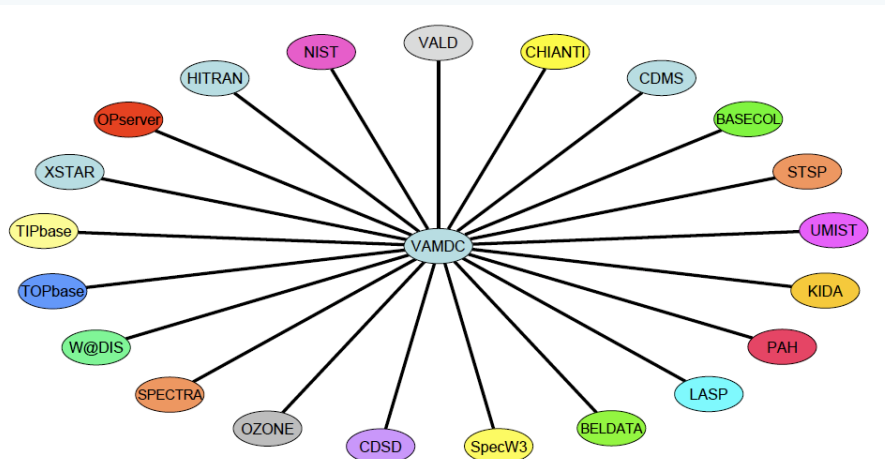 VALD
NIST
CHIANTI
HITRAN
CDMS
OPserver
BASECOL
XSTAR
STSP
TIPbase
UMIST
VAMDC
TOPbase
KIDA
W@DIS
PAH
SPECTRA
LASP
OZONE
BELDATA
CDSD
SpecW3